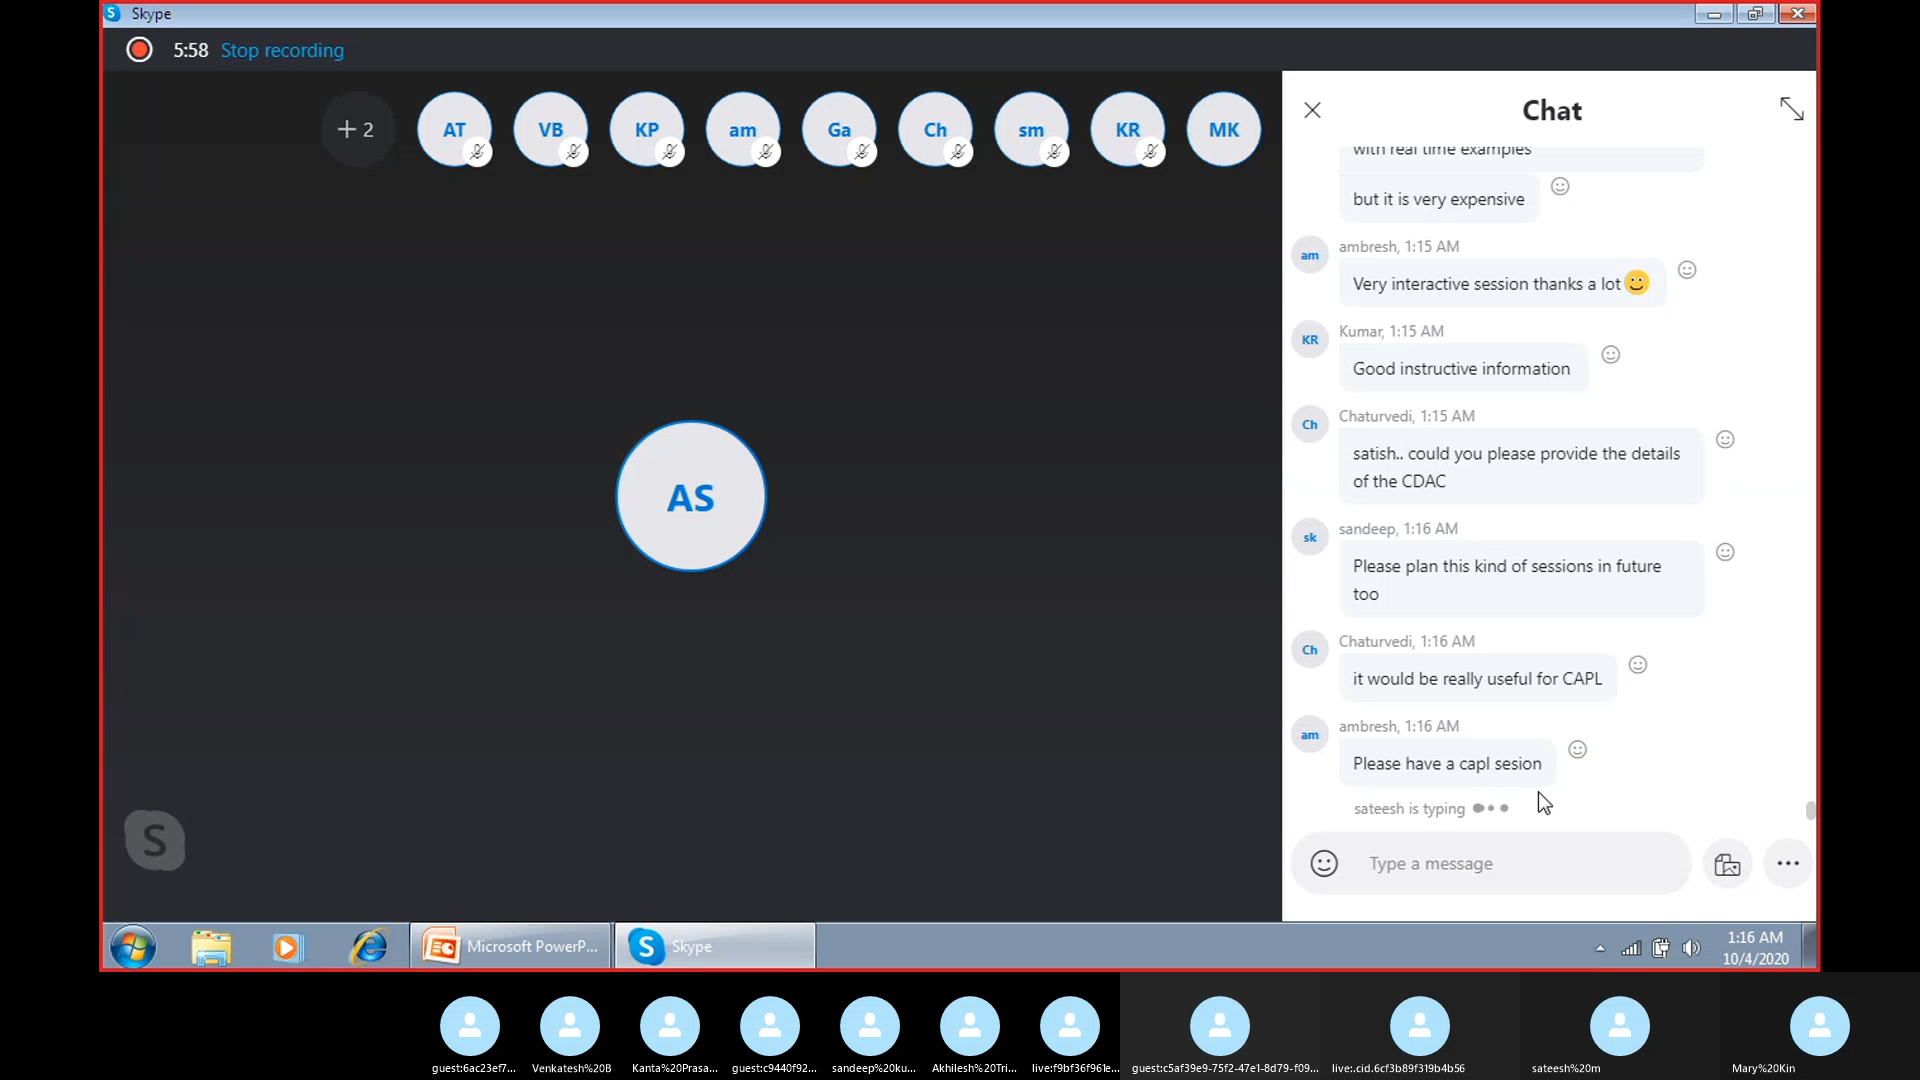 Skype
5:58 Stop recording
+ 2
AT
VB
KP
am
Ga
Ch
sm
KR
MK
AS
S
Chat
with real time examples
but it is very expensive
am
ambresh, 1:15 AM
Very interactive session thanks a lot
KR
Kumar, 1:15 AM
Good instructive information
Ch
Chaturvedi, 1:15 AM
satish.. could you please provide the details
of the CDAC
sk
sandeep, 1:16 AM
Please plan this kind of sessions in future
too
Ch
Chaturvedi, 1:16 AM
it would be really useful for CAPL
am
ambresh, 1:16 AM
Please have a capl sesion
sateesh is typing
Type a message
Microsoft PowerP...
Skype
1:16 AM
10/4/2020
guest:6ac23ef7...
Venkatesh%20B
Kanta%20Prasa...
guest:c9440f92...
sandeep%20ku...
Akhilesh%20Tri...
live:f9bf36f961e...
guest:c5af39e9-75f2-47e1-8d79-f09...
live:.cid.6cf3b89f319b4b56
sateesh%20m
Mary%20Kin